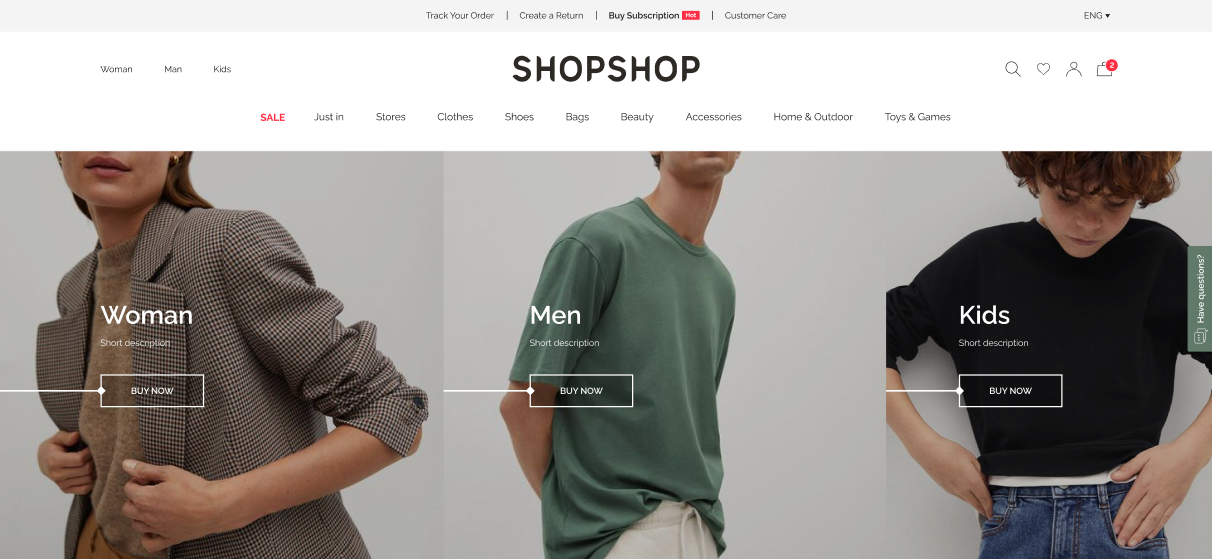 Track Your Order | Create a Return | Buy Subscription Hot | Customer Care
ENG
Woman Man Kids
SHOPSHOP
2
SALE Just in Stores Clothes Shoes Bags Beauty Accessories Home & Outdoor Toys & Games
Woman
Short description
BUY NOW
Men
Short description
BUY NOW
Kids
Short description
BUY NOW
Have questions?